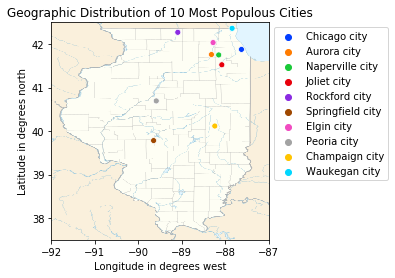 Geographic Distribution of 10 Most Populous Cities
Latitude in degrees north
42
41
40
39
38
−92
−91
−90
−89
−88
−87
Longitude in degrees west
Chicago city
Aurora city
Naperville city
Joliet city
Rockford city
Springfield city
Elgin city
Peoria city
Champaign city
Waukegan city